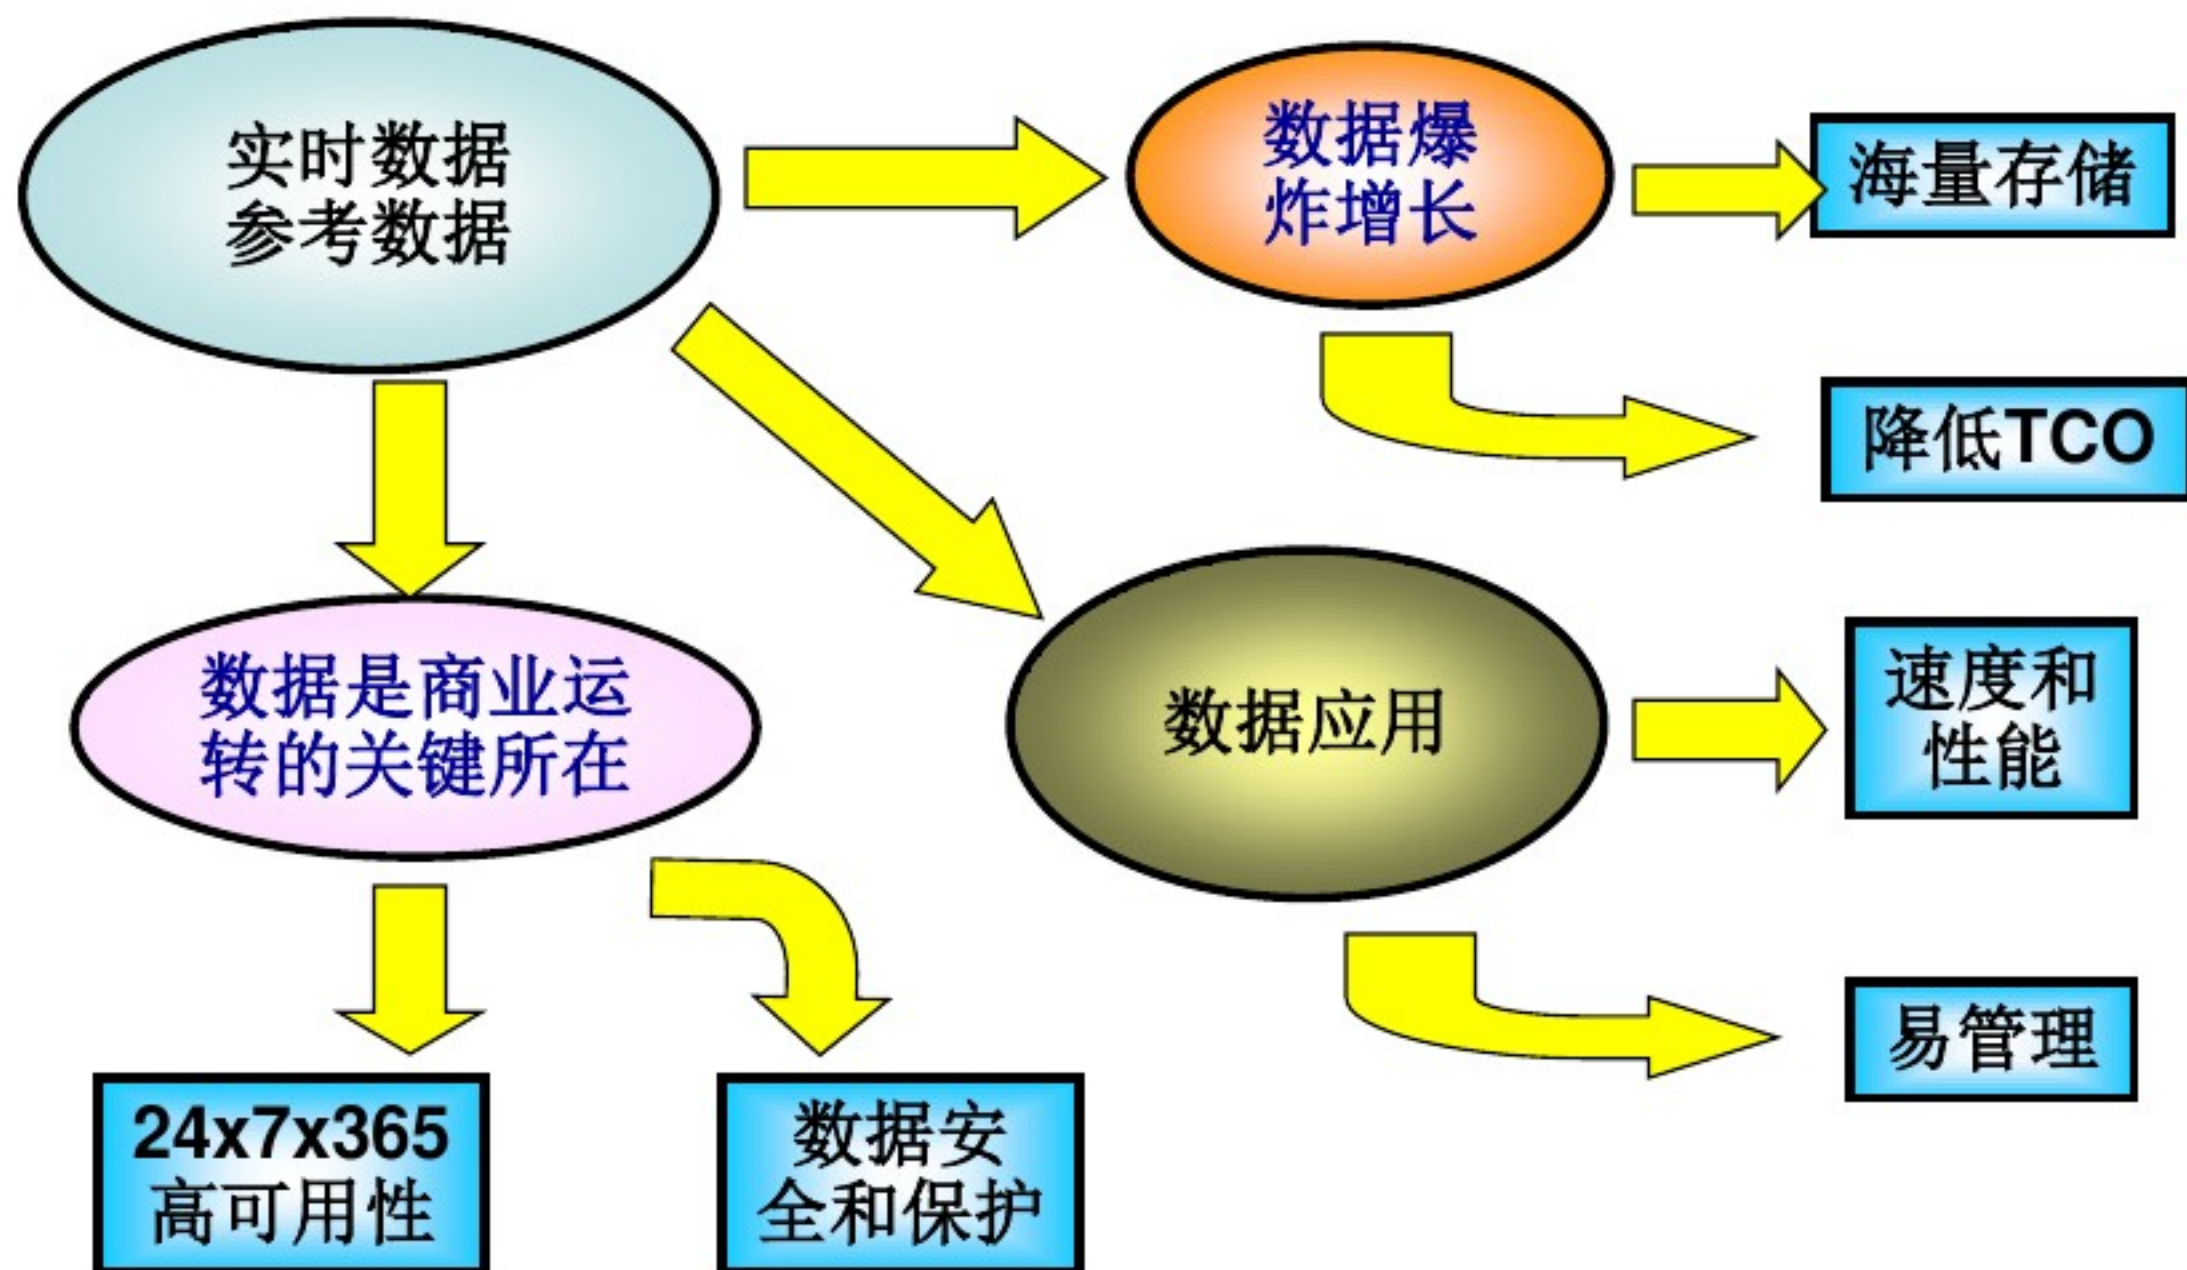 实时数据
参考数据
数据爆
炸增长
海量存储
降低TCO
数据是商业运
转的关键所在
数据应用
速度和
性能
易管理
24x7x365
高可用性
数据安
全和保护